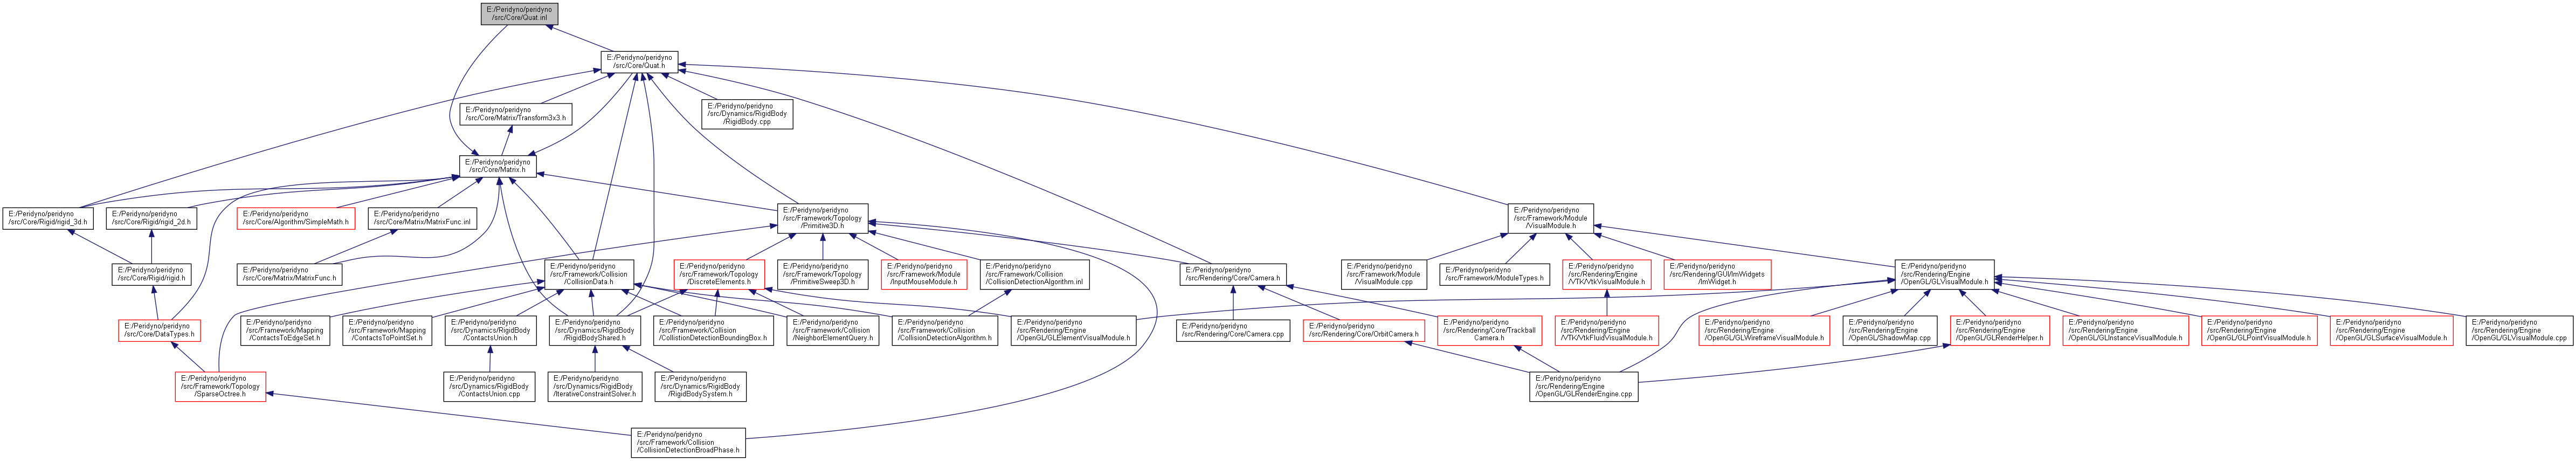 E:/Peridyno/peridyno
/src/Core/Quat.inl
E:/Peridyno/peridyno
/src/Core/Quat.h
E:/Peridyno/peridyno
/src/Core/Matrix/Transform3x3.h
E:/Peridyno/peridyno
/src/Dynamics/RigidBody
/RigidBody.cpp
E:/Peridyno/peridyno
/src/Core/Matrix.h
E:/Peridyno/peridyno
/src/Core/Rigid/rigid_3d.h
E:/Peridyno/peridyno
/src/Core/Rigid/rigid_2d.h
E:/Peridyno/peridyno
/src/Core/Algorithm/SimpleMath.h
E:/Peridyno/peridyno
/src/Core/Matrix/MatrixFunc.inl
E:/Peridyno/peridyno
/src/Framework/Topology
/Primitive3D.h
E:/Peridyno/peridyno
/src/Framework/Module
/VisualModule.h
E:/Peridyno/peridyno
/src/Core/Rigid/rigid.h
E:/Peridyno/peridyno
/src/Core/Matrix/MatrixFunc.h
E:/Peridyno/peridyno
/src/Framework/Collision
/CollisionData.h
E:/Peridyno/peridyno
/src/Framework/Topology
/DiscreteElements.h
E:/Peridyno/peridyno
/src/Framework/Topology
/PrimitiveSweep3D.h
E:/Peridyno/peridyno
/src/Framework/Module
/InputMouseModule.h
E:/Peridyno/peridyno
/src/Framework/Collision
/CollisionDetectionAlgorithm.inl
E:/Peridyno/peridyno
/src/Rendering/Core/Camera.h
E:/Peridyno/peridyno
/src/Framework/Module
/VisualModule.cpp
E:/Peridyno/peridyno
/src/Framework/ModuleTypes.h
E:/Peridyno/peridyno
/src/Rendering/Engine
/VTK/VtkVisualModule.h
E:/Peridyno/peridyno
/src/Rendering/GUI/ImWidgets
/ImWidget.h
E:/Peridyno/peridyno
/src/Rendering/Engine
/OpenGL/GLVisualModule.h
E:/Peridyno/peridyno
/src/Core/DataTypes.h
E:/Peridyno/peridyno
/src/Framework/Mapping
/ContactsToEdgeSet.h
E:/Peridyno/peridyno
/src/Framework/Mapping
/ContactsToPointSet.h
E:/Peridyno/peridyno
/src/Dynamics/RigidBody
/ContactsUnion.h
E:/Peridyno/peridyno
/src/Dynamics/RigidBody
/RigidBodyShared.h
E:/Peridyno/peridyno
/src/Framework/Collision
/CollistionDetectionBoundingBox.h
E:/Peridyno/peridyno
/src/Framework/Collision
/NeighborElementQuery.h
E:/Peridyno/peridyno
/src/Framework/Collision
/CollisionDetectionAlgorithm.h
E:/Peridyno/peridyno
/src/Rendering/Engine
/OpenGL/GLElementVisualModule.h
E:/Peridyno/peridyno
/src/Rendering/Core/Camera.cpp
E:/Peridyno/peridyno
/src/Rendering/Core/OrbitCamera.h
E:/Peridyno/peridyno
/src/Rendering/Core/Trackball
Camera.h
E:/Peridyno/peridyno
/src/Rendering/Engine
/VTK/VtkFluidVisualModule.h
E:/Peridyno/peridyno
/src/Rendering/Engine
/OpenGL/GLWireframeVisualModule.h
E:/Peridyno/peridyno
/src/Rendering/Engine
/OpenGL/ShadowMap.cpp
E:/Peridyno/peridyno
/src/Rendering/Engine
/OpenGL/GLRenderHelper.h
E:/Peridyno/peridyno
/src/Rendering/Engine
/OpenGL/GLInstanceVisualModule.h
E:/Peridyno/peridyno
/src/Rendering/Engine
/OpenGL/GLPointVisualModule.h
E:/Peridyno/peridyno
/src/Rendering/Engine
/OpenGL/GLSurfaceVisualModule.h
E:/Peridyno/peridyno
/src/Rendering/Engine
/OpenGL/GLVisualModule.cpp
E:/Peridyno/peridyno
/src/Framework/Topology
/SparseOctree.h
E:/Peridyno/peridyno
/src/Dynamics/RigidBody
/ContactsUnion.cpp
E:/Peridyno/peridyno
/src/Dynamics/RigidBody
/IterativeConstraintSolver.h
E:/Peridyno/peridyno
/src/Dynamics/RigidBody
/RigidBodySystem.h
E:/Peridyno/peridyno
/src/Rendering/Engine
/OpenGL/GLRenderEngine.cpp
E:/Peridyno/peridyno
/src/Framework/Collision
/CollisionDetectionBroadPhase.h